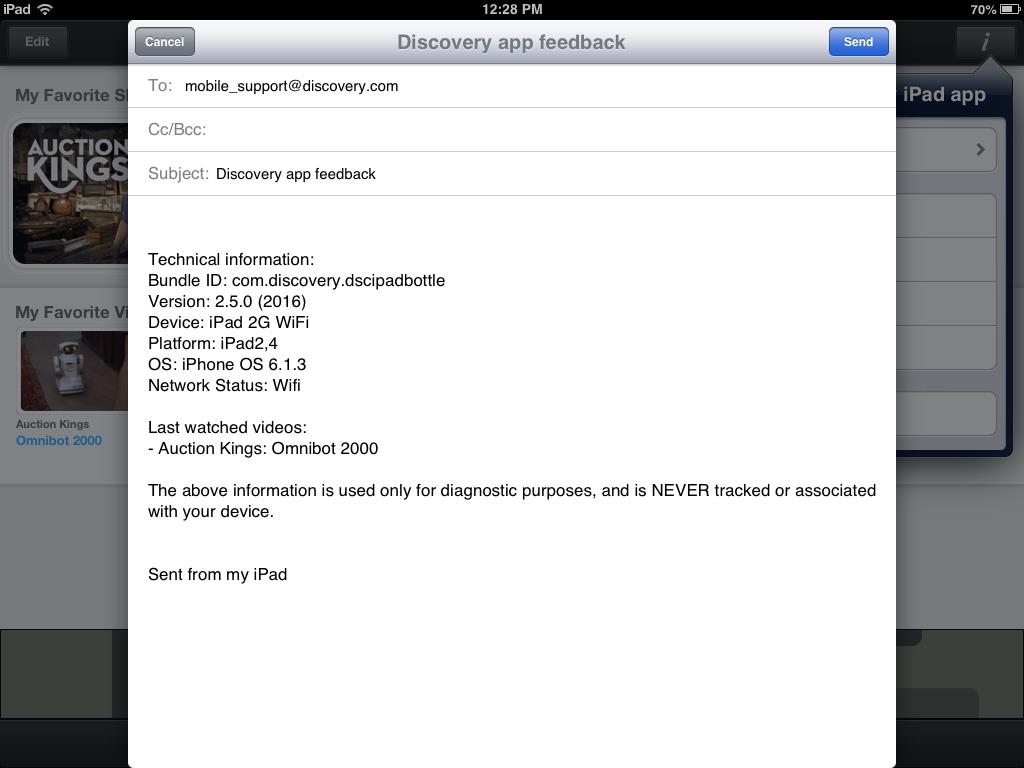 iPad
12:28 PM
70%
Edit
Cancel
Discovery app feedback
Send
i
To: mobile_support@discovery.com
My Favorite S
iPad app
Cc/Bcc:
AUCTION
KINGS
Subject: Discovery app feedback
Technical information:
Bundle ID: com.discovery.dscipadbottle
Version: 2.5.0 (2016)
Device: iPad 2G WiFi
Platform: iPad2,4
OS: iPhone OS 6.1.3
Network Status: Wifi
My Favorite Vi
Auction Kings
Omnibot 2000
Last watched videos:
- Auction Kings: Omnibot 2000
The above information is used only for diagnostic purposes, and is NEVER tracked or associated
with your device.
Sent from my iPad